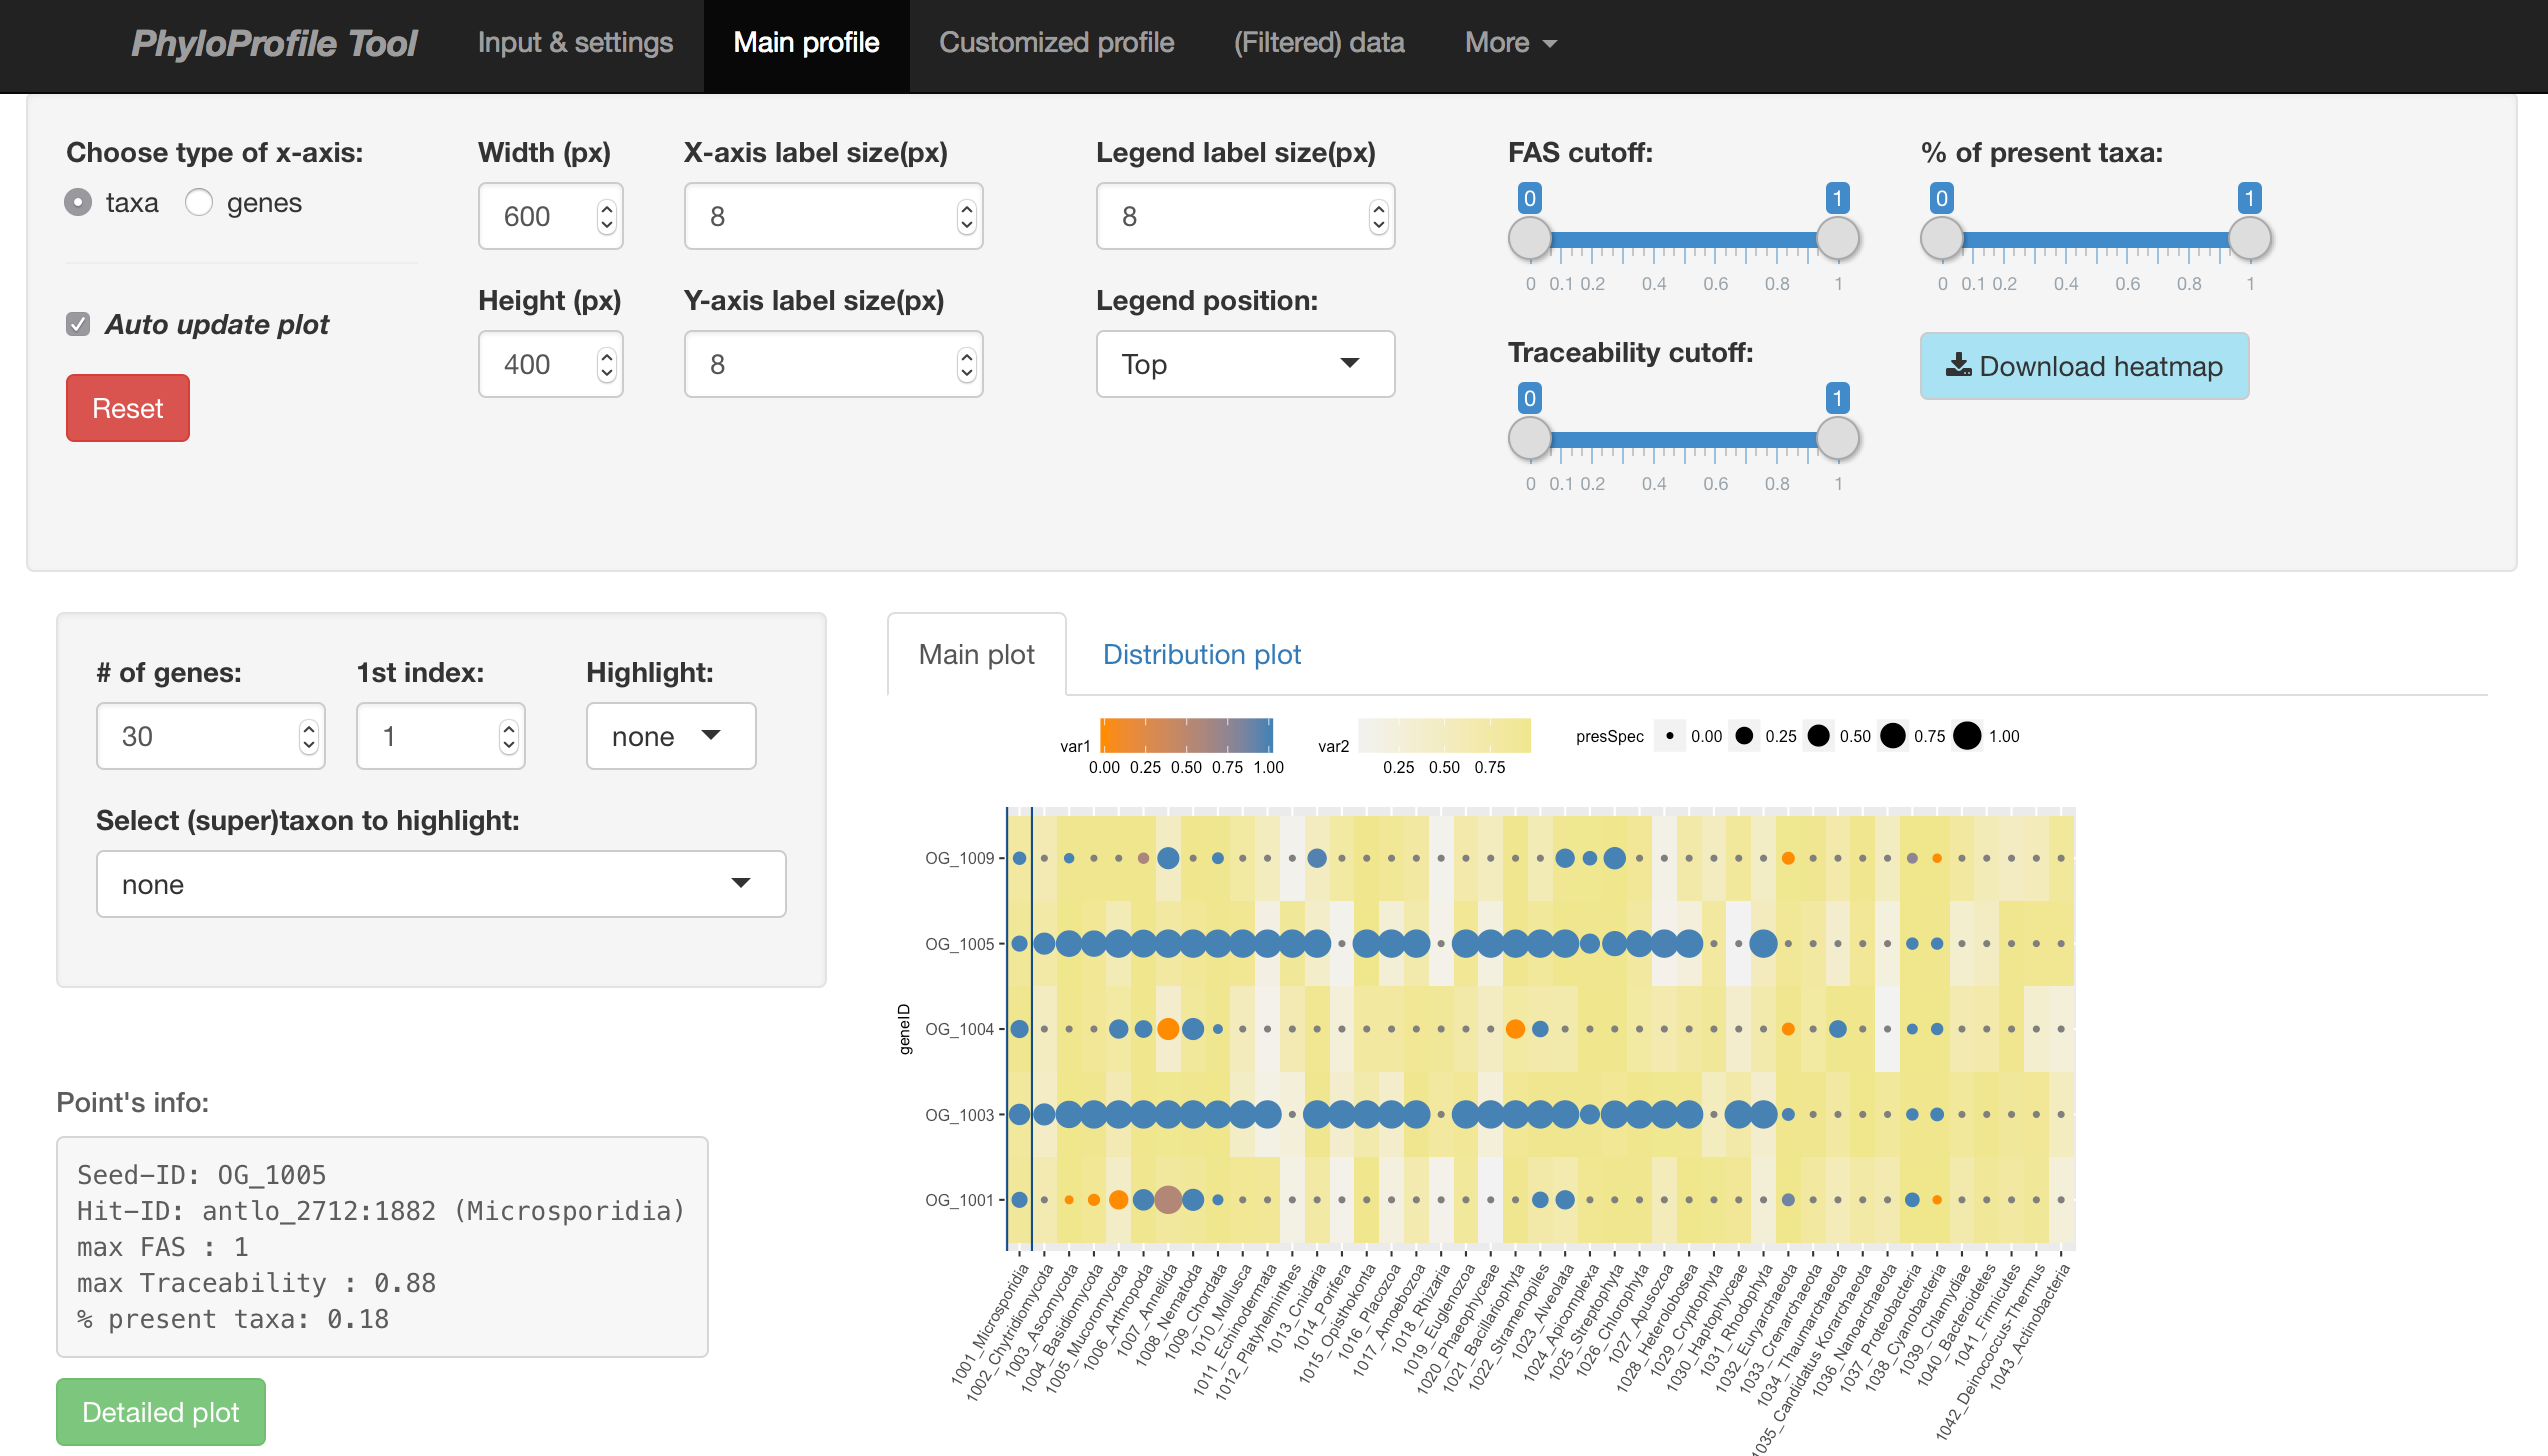 PhyloProfile Tool Input & settings Main profile Customized profile (Filtered) data More
Choose type of x-axis: Width (px) X-axis label size(px) Legend label size(px) FAS cutoff: % of present taxa:
taxa genes 600 8 8 0 1 0 1
0 0.1 0.2 0.4 0.6 0.8 1 0 0.1 0.2 0.4 0.6 0.8 1
Height (px) Y-axis label size(px) Legend position:
Auto update plot Traceability cutoff:
400 8 Top Download heatmap
Reset 0 1
0 0.1 0.2 0.4 0.6 0.8 1
# of genes: 1st index: Highlight:
30 1 none
Select (super)taxon to highlight:
none
Point's info:
Seed-ID: OG_1005
Hit-ID: antlo_2712:1882 (Microsporidia)
max FAS : 1
max Traceability : 0.88
% present taxa: 0.18
Detailed plot
Main plot Distribution plot
var1 0.00 0.25 0.50 0.75 1.00
var2 0.25 0.50 0.75
presSpec 0.00 0.25 0.50 0.75 1.00
geneID
OG_1009
OG_1005
OG_1004
OG_1003
OG_1001
1001_Microsporidia
1002_Chytridiomycota
1003_Ascomycota
1004_Basidiomycota
1005_Mucoromycota
1006_Arthropoda
1007_Annelida
1008_Nematoda
1009_Chordata
1010_Mollusca
1011_Echinodermata
1012_Platyhelminthes
1013_Cnidaria
1014_Porifera
1015_Opisthokonta
1016_Placozoa
1017_Amoebozoa
1018_Rhizaria
1019_Euglenozoa
1020_Phaeophyceae
1021_Bacillariophyta
1022_Stramenopiles
1023_Alveolata
1024_Apicomplexa
1025_Streptophyta
1026_Chlorophyta
1027_Apusozoa
1028_Heterolobosea
1029_Cryptophyta
1030_Haptophyceae
1031_Rhodophyta
1032_Euryarchaeota
1033_Crenarchaeota
1034_Thaumarchaeota
1035_Candidatus Korarchaeota
1036_Nanoarchaeota
1037_Proteobacteria
1038_Cyanobacteria
1039_Chlamydiae
1040_Bacteroidetes
1041_Firmicutes
1042_Deinococcus-Thermus
1043_Actinobacteria